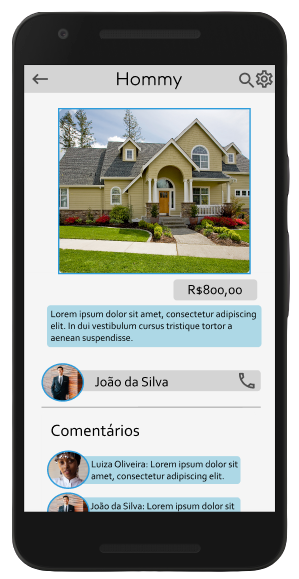 Hommy
R$800,00
Lorem ipsum dolor sit amet, consectetur adipiscing
elit. In dui vestibulum cursus tristique tortor a
aenean suspendisse.
João da Silva
Comentários
Luiza Oliveira: Lorem ipsum dolor sit
amet, consectetur adipiscing elit.
João da Silva: Lorem ipsum dolor sit